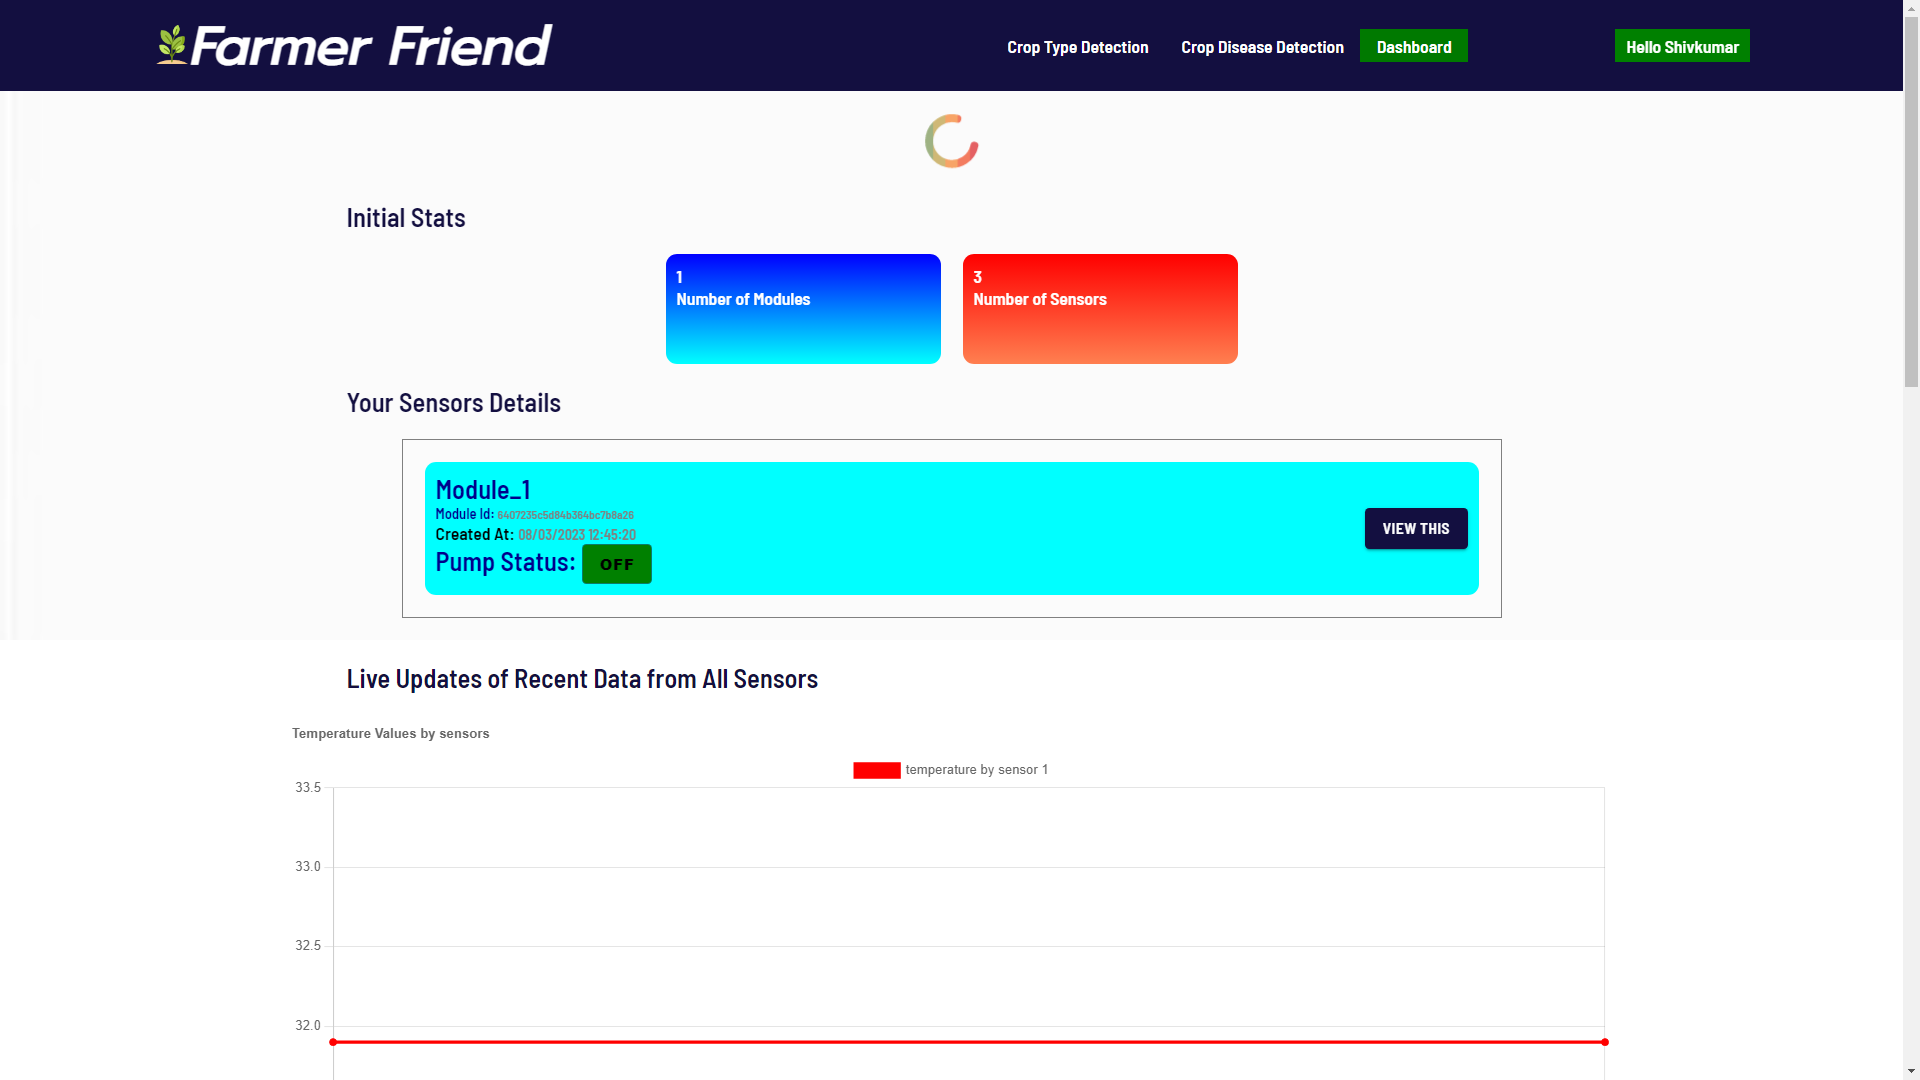 Farmer Friend
Crop Type Detection
Crop Disease Detection
Dashboard
Hello Shivkumar
Initial Stats
1
Number of Modules
3
Number of Sensors
Your Sensors Details
Module_1
Module Id: 6407235c5d84b364bc7b8a26
Created At: 08/03/2023 12:45:20
Pump Status: OFF
VIEW THIS
Live Updates of Recent Data from All Sensors
Temperature Values by sensors
temperature by sensor 1
33.5
33.0
32.5
32.0